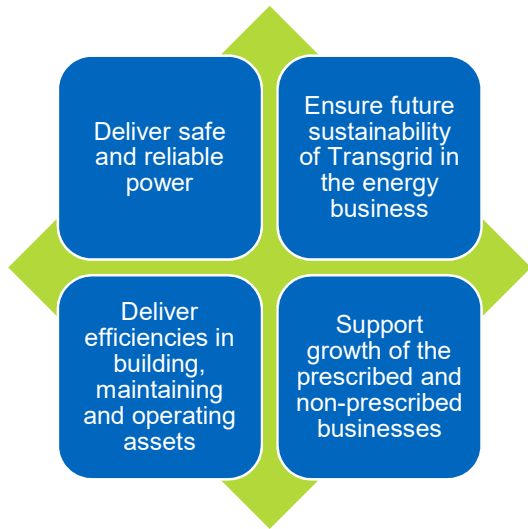 Deliver safe
and reliable
power
Ensure future
sustainability
of Transgrid in
the energy
business
Deliver
efficiencies in
building,
maintaining
and operating
assets
Support
growth of the
prescribed and
non-prescribed
businesses